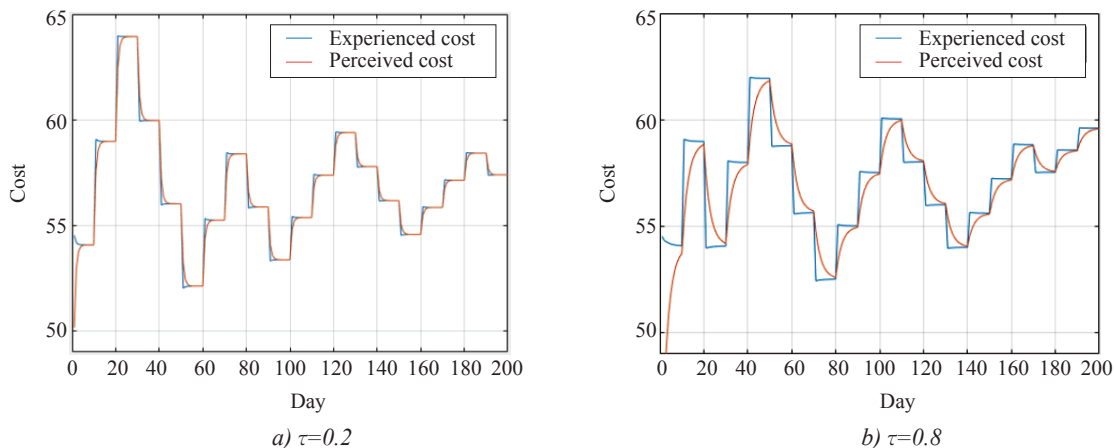 65
60
55
50
Cost
Experienced cost
Perceived cost
0 20 40 60 80 100 120 140 160 180 200
Day
a) τ=0.2
65
60
55
50
Cost
Experienced cost
Perceived cost
0 20 40 60 80 100 120 140 160 180 200
Day
b) τ=0.8